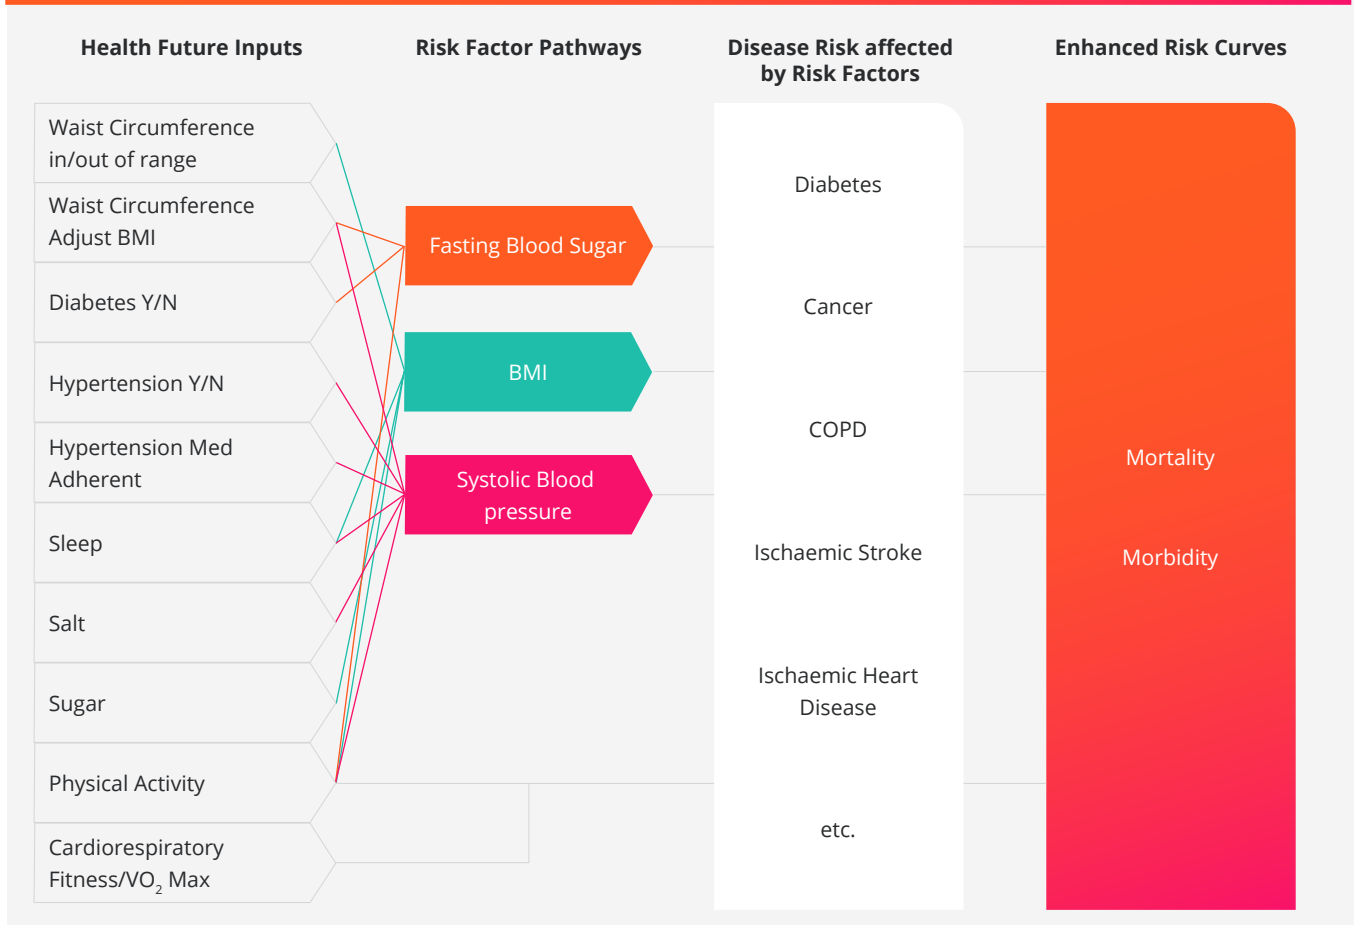 Health Future Inputs
Risk Factor Pathways
Disease Risk affected
by Risk Factors
Enhanced Risk Curves
Waist Circumference
in/out of range
Waist Circumference
Adjust BMI
Diabetes Y/N
Hypertension Y/N
Hypertension Med
Adherent
Sleep
Salt
Sugar
Physical Activity
Cardiorespiratory
Fitness/VO₂ Max
Fasting Blood Sugar
BMI
Systolic Blood
pressure
Diabetes
Cancer
COPD
Ischaemic Stroke
Ischaemic Heart
Disease
etc.
Mortality
Morbidity